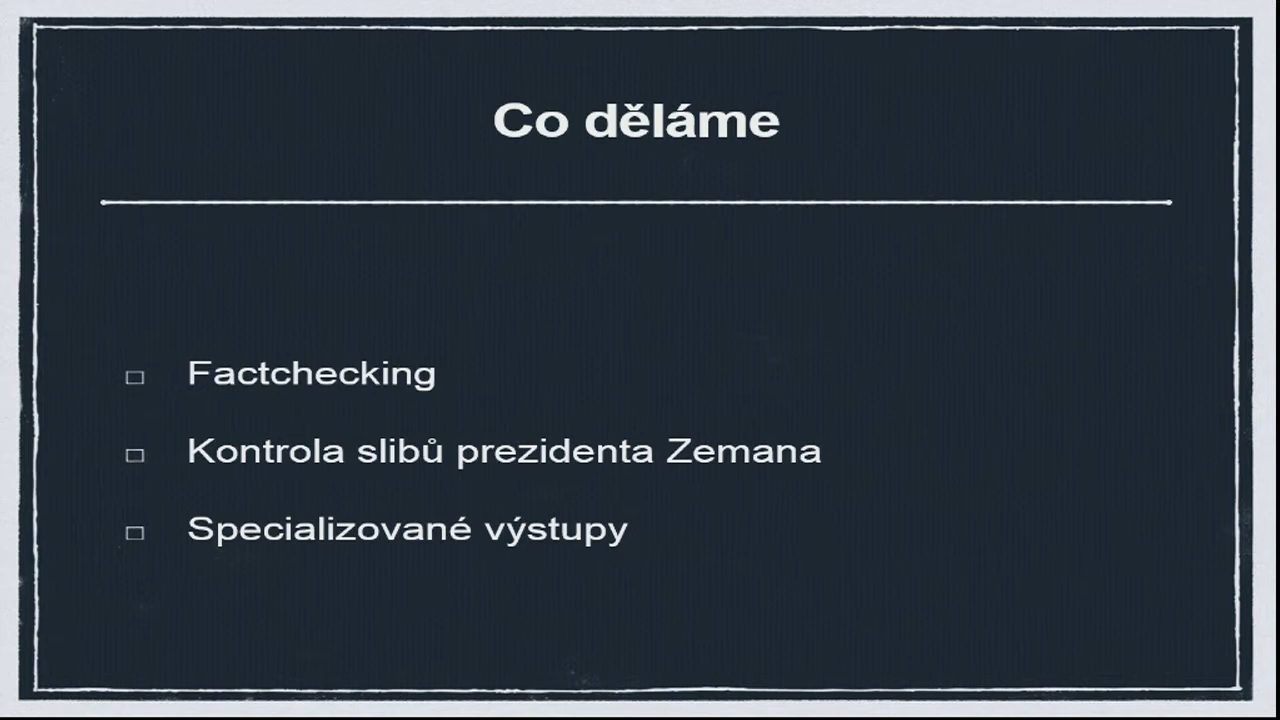 Co děláme
Factchecking
Kontrola slibů prezidenta Zemana
Specializované výstupy